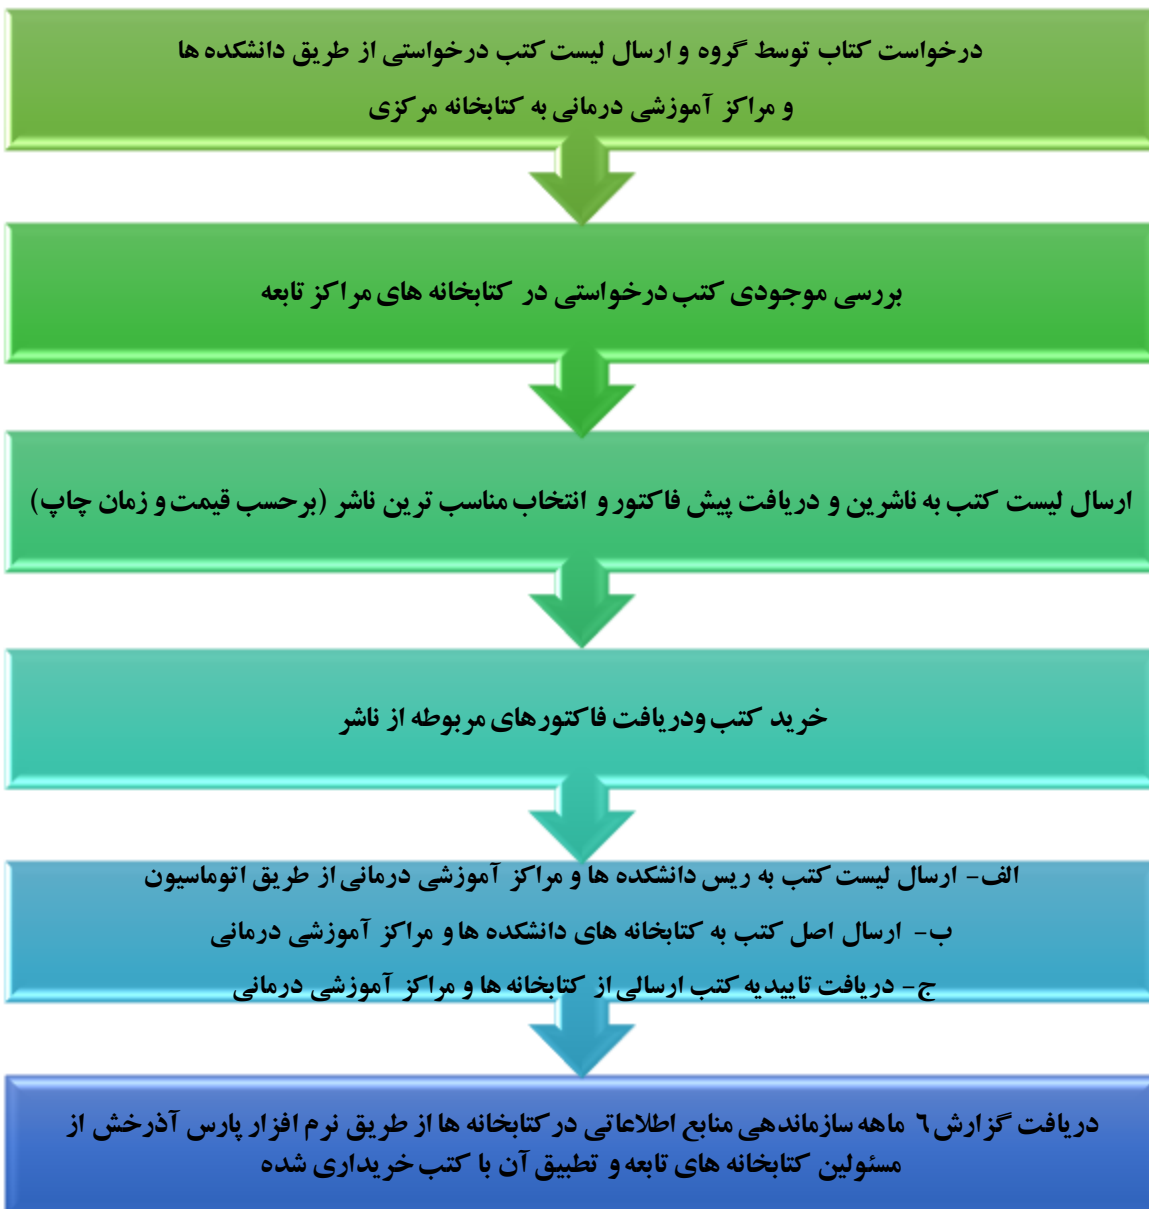 درخواست کتاب توسط گروه و ارسال لیست کتب درخواستی از طریق دانشکده ها
و مراکز آموزشی درمانی به کتابخانه مرکزی
بررسی موجودی کتب درخواستی در کتابخانه های مراکز تابعه
ارسال لیست کتب به ناشرین و دریافت پیش فاکتور و انتخاب مناسب ترین ناشر (برحسب قیمت و زمان چاپ)
خرید کتب ودریافت فاکتورهای مربوطه از ناشر
الف- ارسال لیست کتب به ریس دانشکده ها و مراکز آموزشی درمانی از طریق اتوماسیون
ب- ارسال اصل کتب به کتابخانه های دانشکده ها و مراکز آموزشی درمانی
ج- دریافت تاییدیه کتب ارسالی از کتابخانه ها و مراکز آموزشی درمانی
دریافت گزارش ٦ ماهه سازماندهی منابع اطلاعاتی در کتابخانه ها از طریق نرم افزار پارس آذرخش از
مسئولین کتابخانه های تابعه و تطبیق آن با کتب خریداری شده